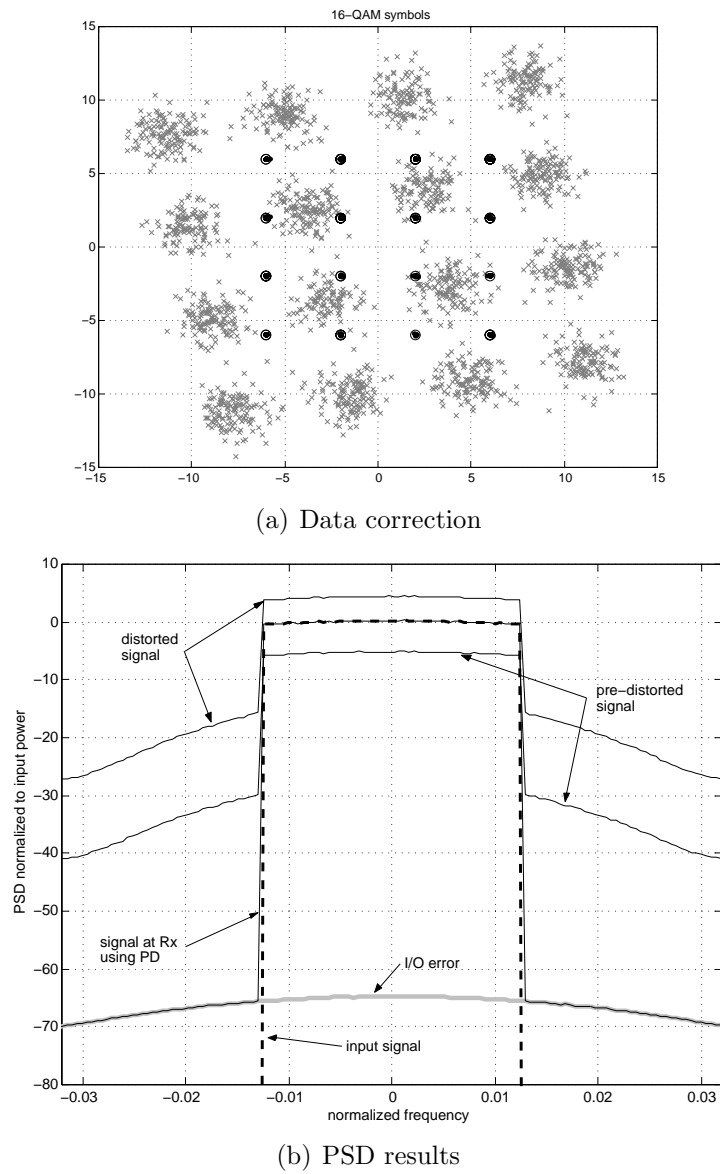 16−QAM symbols
15
10
5
0
−5
−10
−15
−15
−10
−5
0
5
10
15
(a) Data correction
10
0
−10
−20
−30
−40
−50
−60
−70
−80
PSD normalized to input power
distorted
signal
pre−distorted
signal
signal at Rx
using PD
I/O error
input signal
−0.03
−0.02
−0.01
0
0.01
0.02
0.03
normalized frequency
(b) PSD results